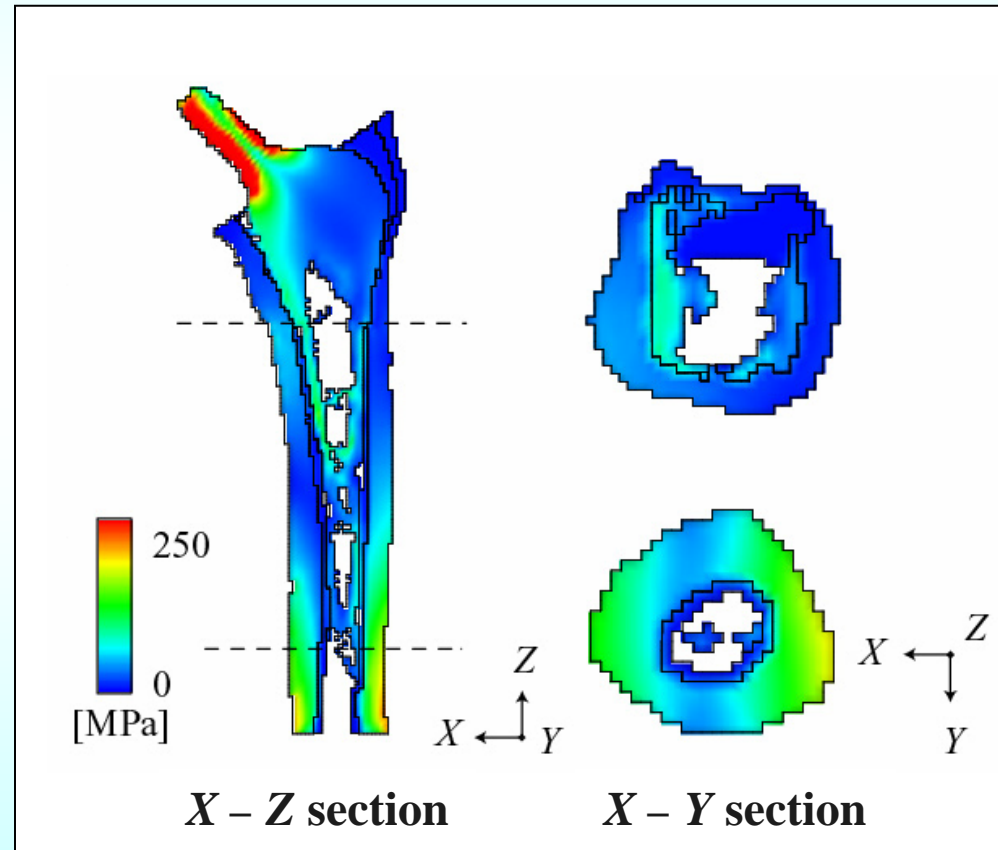 250
0
[MPa]
Z
X
Y
Z
X
Y
X – Z section
X – Y section